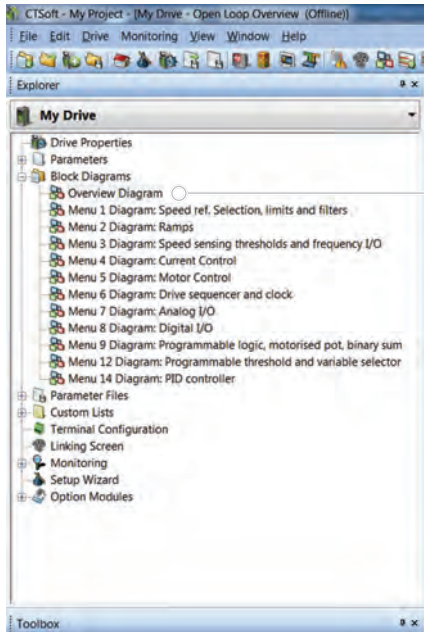 CTSoft - My Project - [My Drive - Open Loop Overview (Offline)]
File Edit Drive Monitoring View Window Help
Explorer
My Drive
Drive Properties
Parameters
Block Diagrams
Overview Diagram
Menu 1 Diagram: Speed ref. Selection, limits and filters
Menu 2 Diagram: Ramps
Menu 3 Diagram: Speed sensing thresholds and frequency I/O
Menu 4 Diagram: Current Control
Menu 5 Diagram: Motor Control
Menu 6 Diagram: Drive sequencer and clock
Menu 7 Diagram: Analog I/O
Menu 8 Diagram: Digital I/O
Menu 9 Diagram: Programmable logic, motorised pot, binary sum
Menu 12 Diagram: Programmable threshold and variable selector
Menu 14 Diagram: PID controller
Parameter Files
Custom Lists
Terminal Configuration
Linking Screen
Monitoring
Setup Wizard
Option Modules
Toolbox